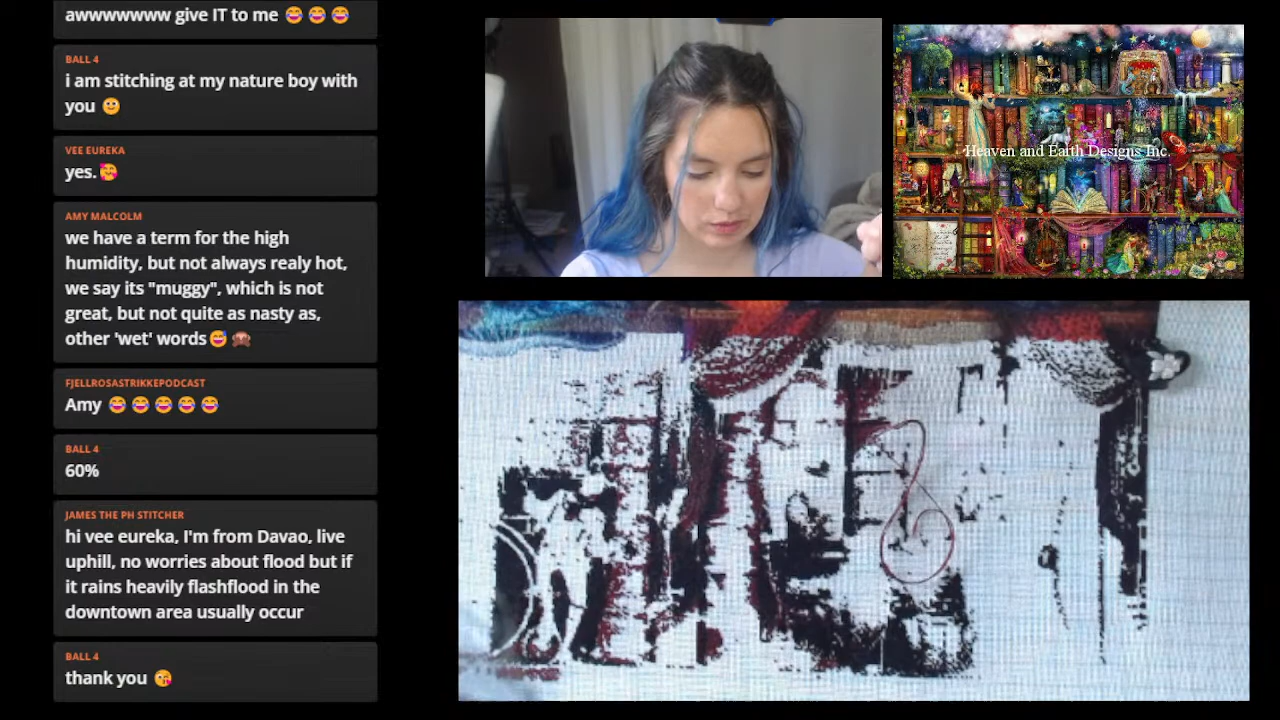 awwwwwww give IT to me 😂 😂 😂
BALL 4
i am stitching at my nature boy with
you 🙂
VEE EUREKA
yes. 🥰
AMY MALCOLM
we have a term for the high
humidity, but not always realy hot,
we say its "muggy", which is not
great, but not quite as nasty as,
other 'wet' words 😅 🙊
FJELLROSASTRIKKEPODCAST
Amy 😂 😂 😂 😂 😂
BALL 4
60%
JAMES THE PH STITCHER
hi vee eureka, I'm from Davao, live
uphill, no worries about flood but if
it rains heavily flashflood in the
downtown area usually occur
BALL 4
thank you 😘
Heaven and Earth Designs Inc.